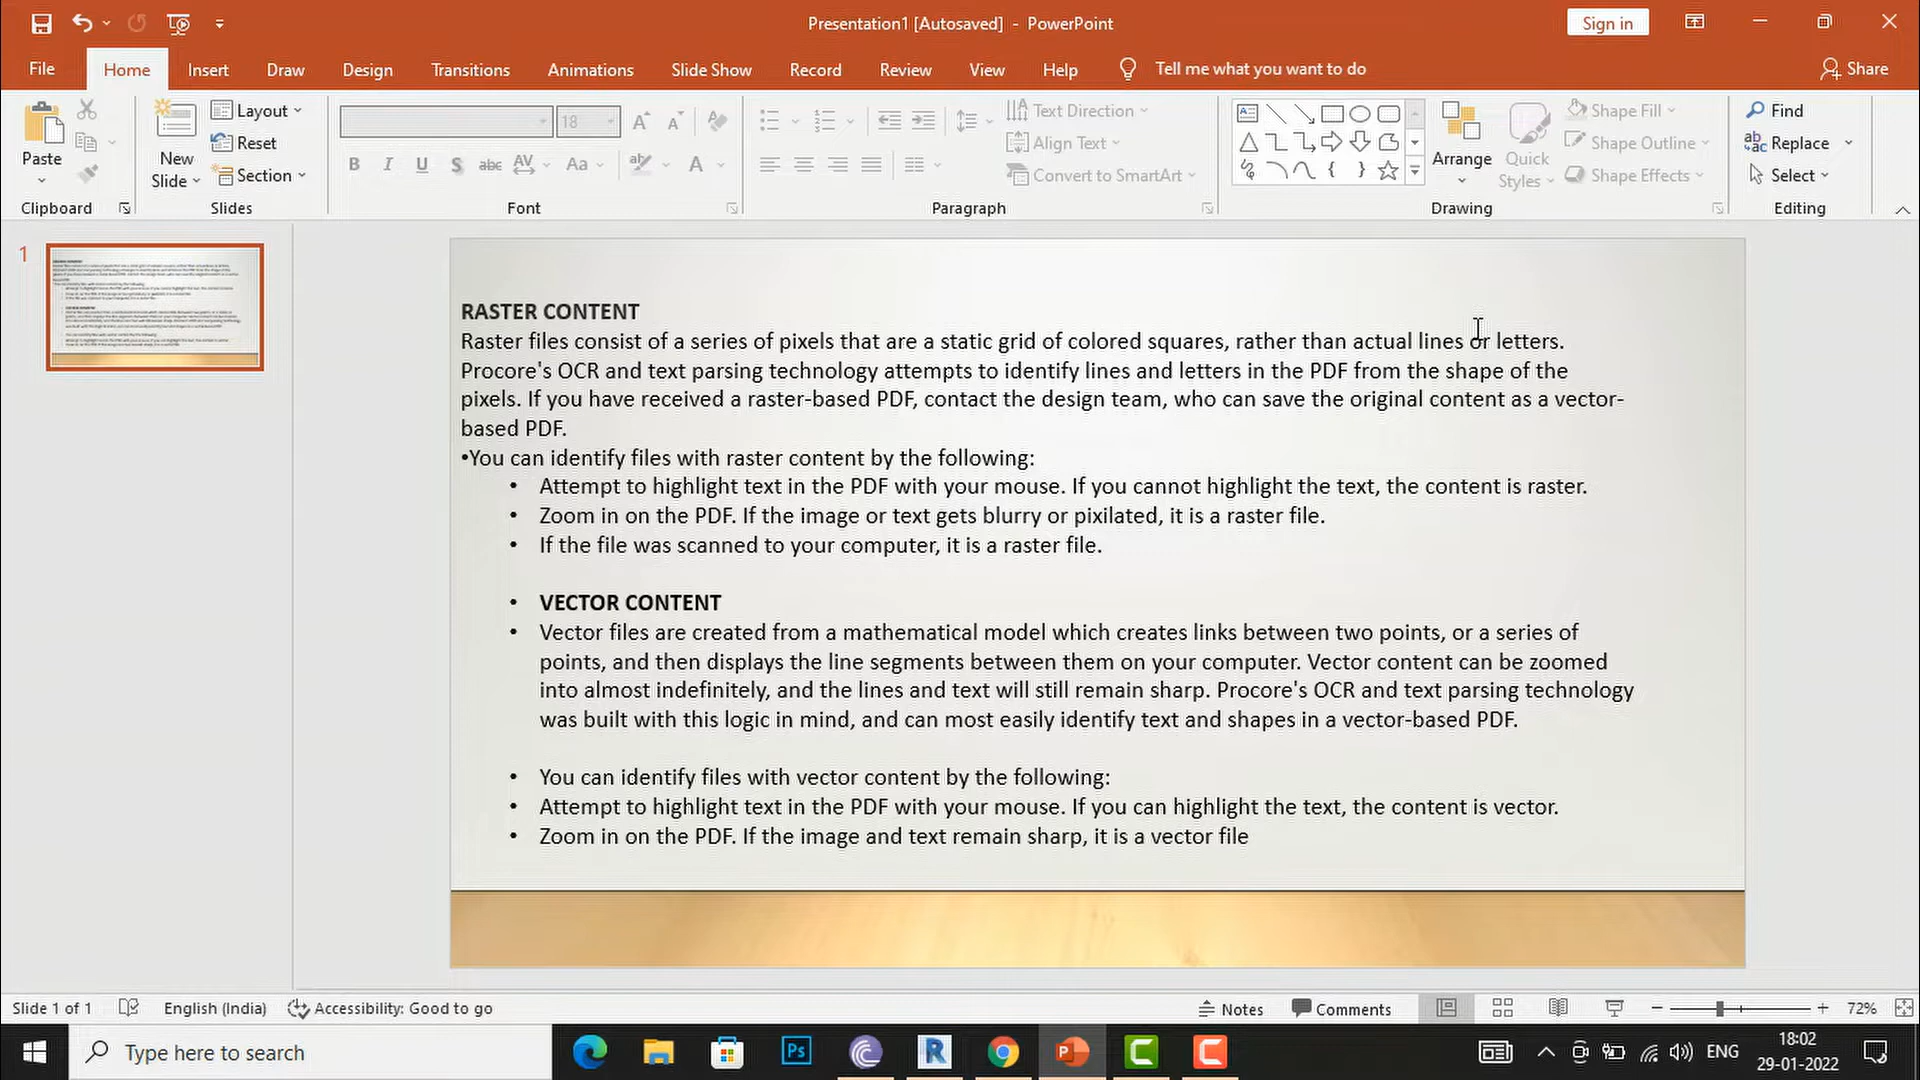 Presentation1 [Autosaved] - PowerPoint
Sign in
File Home Insert Draw Design Transitions Animations Slide Show Record Review View Help Tell me what you want to do Share
Paste
Clipboard
New Slide
Layout
Reset
Section
Slides
18
Font
Text Direction
Align Text
Convert to SmartArt
Paragraph
Arrange
Quick Styles
Shape Fill
Shape Outline
Shape Effects
Drawing
Find
Replace
Select
Editing
1
RASTER CONTENT
Raster files consist of a series of pixels that are a static grid of colored squares, rather than actual lines or letters.
Procore's OCR and text parsing technology attempts to identify lines and letters in the PDF from the shape of the
pixels. If you have received a raster-based PDF, contact the design team, who can save the original content as a vector-
based PDF.
•You can identify files with raster content by the following:
• Attempt to highlight text in the PDF with your mouse. If you cannot highlight the text, the content is raster.
• Zoom in on the PDF. If the image or text gets blurry or pixilated, it is a raster file.
• If the file was scanned to your computer, it is a raster file.
• VECTOR CONTENT
• Vector files are created from a mathematical model which creates links between two points, or a series of
points, and then displays the line segments between them on your computer. Vector content can be zoomed
into almost indefinitely, and the lines and text will still remain sharp. Procore's OCR and text parsing technology
was built with this logic in mind, and can most easily identify text and shapes in a vector-based PDF.
• You can identify files with vector content by the following:
• Attempt to highlight text in the PDF with your mouse. If you can highlight the text, the content is vector.
• Zoom in on the PDF. If the image and text remain sharp, it is a vector file
Slide 1 of 1 English (India) Accessibility: Good to go Notes Comments 72%
Type here to search
Ps
ENG
18:02
29-01-2022